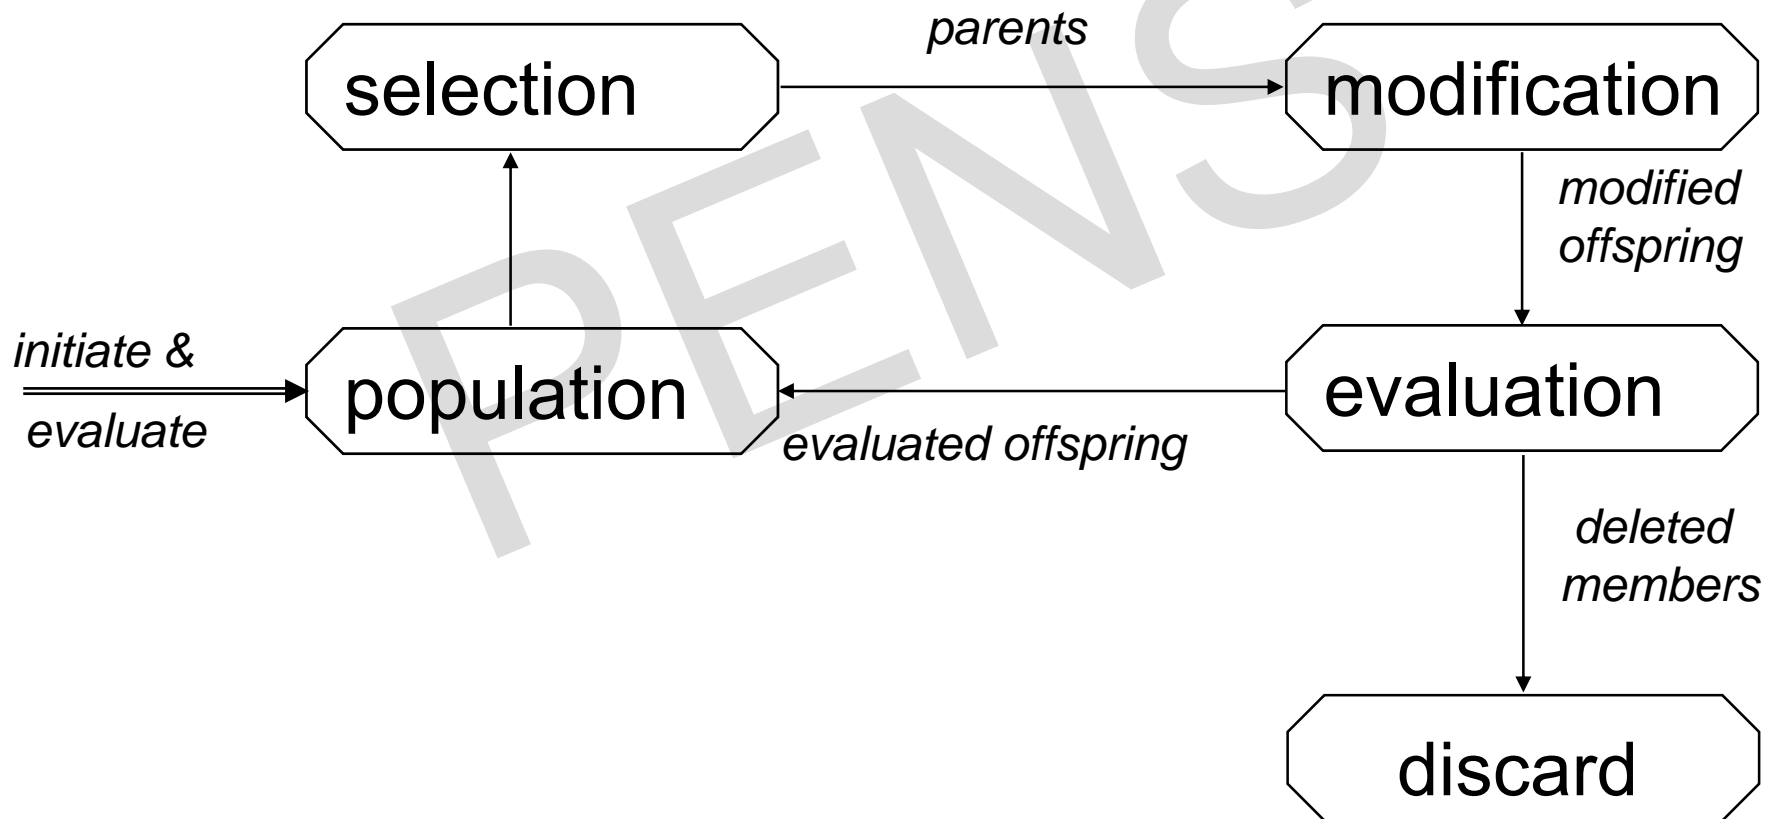 parents
selection
modification
modified
offspring
initiate &
evaluate
population
evaluated offspring
evaluation
deleted
members
discard
PENS